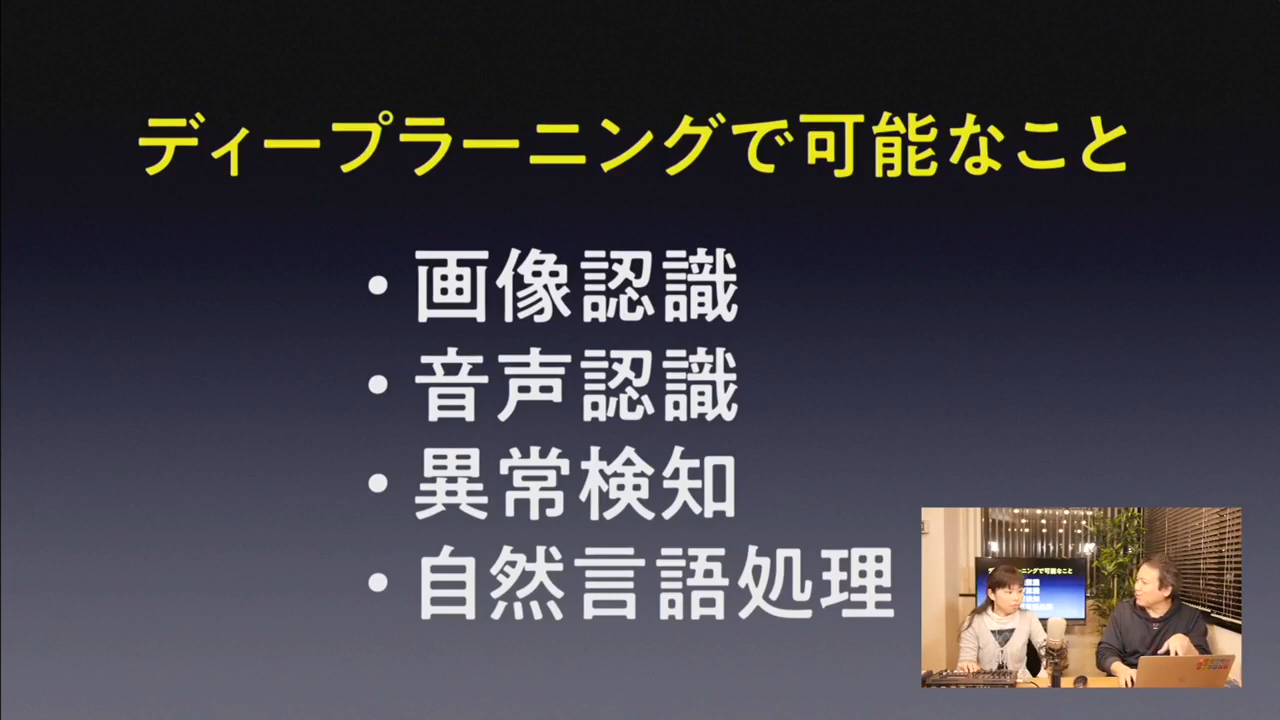 ディープラーニングで可能なこと
・画像認識
・音声認識
・異常検知
・自然言語処理